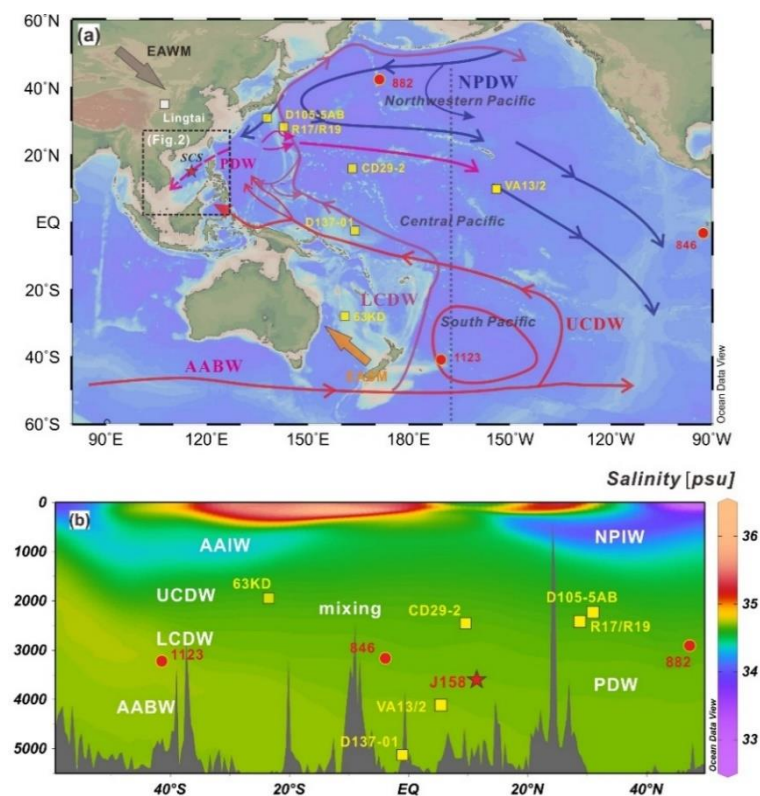 60°N
(a)
EAWM
40°N
882
NPDW
Northwestern Pacific
Lingtai
D105-5AB
R17/R19
(Fig.2)
20°N
SCS
PDW
CD29-2
VA13/2
EQ
D137-01
Central Pacific
846
20°S
LCDW
63KD
South Pacific
UCDW
40°S
1123
AABW
60°S
Ocean Data View
90°E 120°E 150°E 180°E 150°W 120°W 90°W
Salinity [psu]
0
(b)
36
1000
AAIW
NPIW
2000
UCDW
63KD
mixing
CD29-2
D105-5AB
R17/R19
35
3000
LCDW
1123
846
882
J158
PDW
34
4000
AABW
VA13/2
5000
D137-01
33
Ocean Data View
40°S 20°S EQ 20°N 40°N